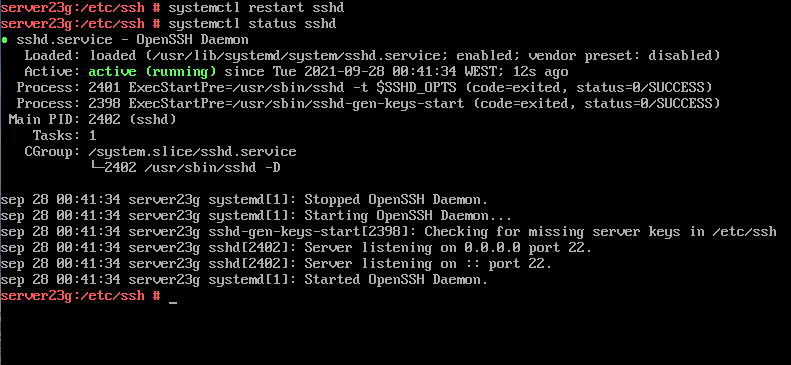 server23g:/etc/ssh # systemctl restart sshd
server23g:/etc/ssh # systemctl status sshd
● sshd.service - OpenSSH Daemon
   Loaded: loaded (/usr/lib/systemd/system/sshd.service; enabled; vendor preset: disabled)
   Active: active (running) since Tue 2021-09-28 00:41:34 WEST; 12s ago
  Process: 2401 ExecStartPre=/usr/sbin/sshd -t $SSHD_OPTS (code=exited, status=0/SUCCESS)
  Process: 2398 ExecStartPre=/usr/sbin/sshd-gen-keys-start (code=exited, status=0/SUCCESS)
 Main PID: 2402 (sshd)
    Tasks: 1
   CGroup: /system.slice/sshd.service
           └─2402 /usr/sbin/sshd -D
sep 28 00:41:34 server23g systemd[1]: Stopped OpenSSH Daemon.
sep 28 00:41:34 server23g systemd[1]: Starting OpenSSH Daemon...
sep 28 00:41:34 server23g sshd-gen-keys-start[2398]: Checking for missing server keys in /etc/ssh
sep 28 00:41:34 server23g sshd[2402]: Server listening on 0.0.0.0 port 22.
sep 28 00:41:34 server23g sshd[2402]: Server listening on :: port 22.
sep 28 00:41:34 server23g systemd[1]: Started OpenSSH Daemon.
server23g:/etc/ssh # _